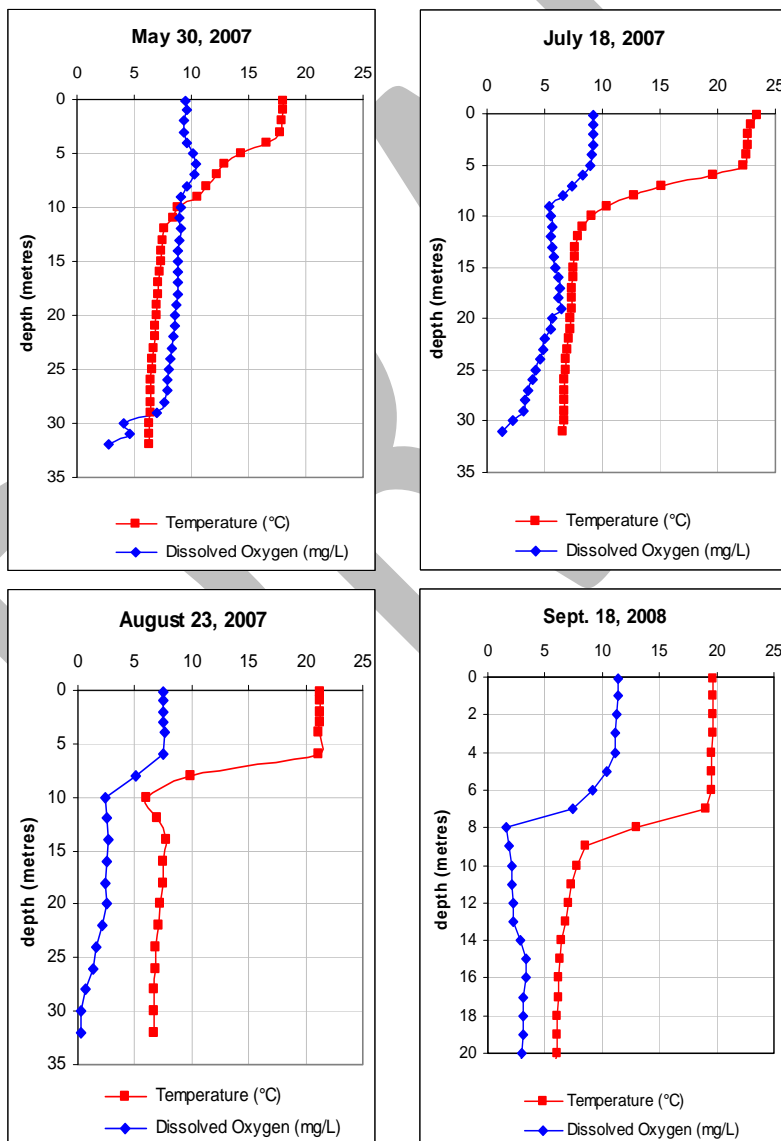 May 30, 2007
0 5 10 15 20 25
0
5
10
15
20
25
30
35
depth (metres)
Temperature (°C)
Dissolved Oxygen (mg/L)
July 18, 2007
0 5 10 15 20 25
0
5
10
15
20
25
30
35
depth (metres)
Temperature (°C)
Dissolved Oxygen (mg/L)
August 23, 2007
0 5 10 15 20 25
0
5
10
15
20
25
30
35
depth (metres)
Temperature (°C)
Dissolved Oxygen (mg/L)
Sept. 18, 2008
0 5 10 15 20 25
0
2
4
6
8
10
12
14
16
18
20
depth (metres)
Temperature (°C)
Dissolved Oxygen (mg/L)